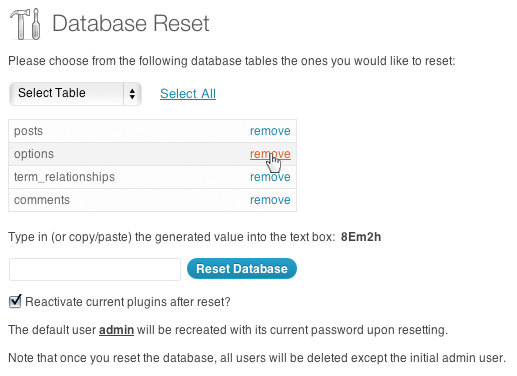 Database Reset
Please choose from the following database tables the ones you would like to reset:
Select Table Select All
posts remove
options remove
term_relationships remove
comments remove
Type in (or copy/paste) the generated value into the text box: 8Em2h
Reset Database
Reactivate current plugins after reset?
The default user admin will be recreated with its current password upon resetting.
Note that once you reset the database, all users will be deleted except the initial admin user.